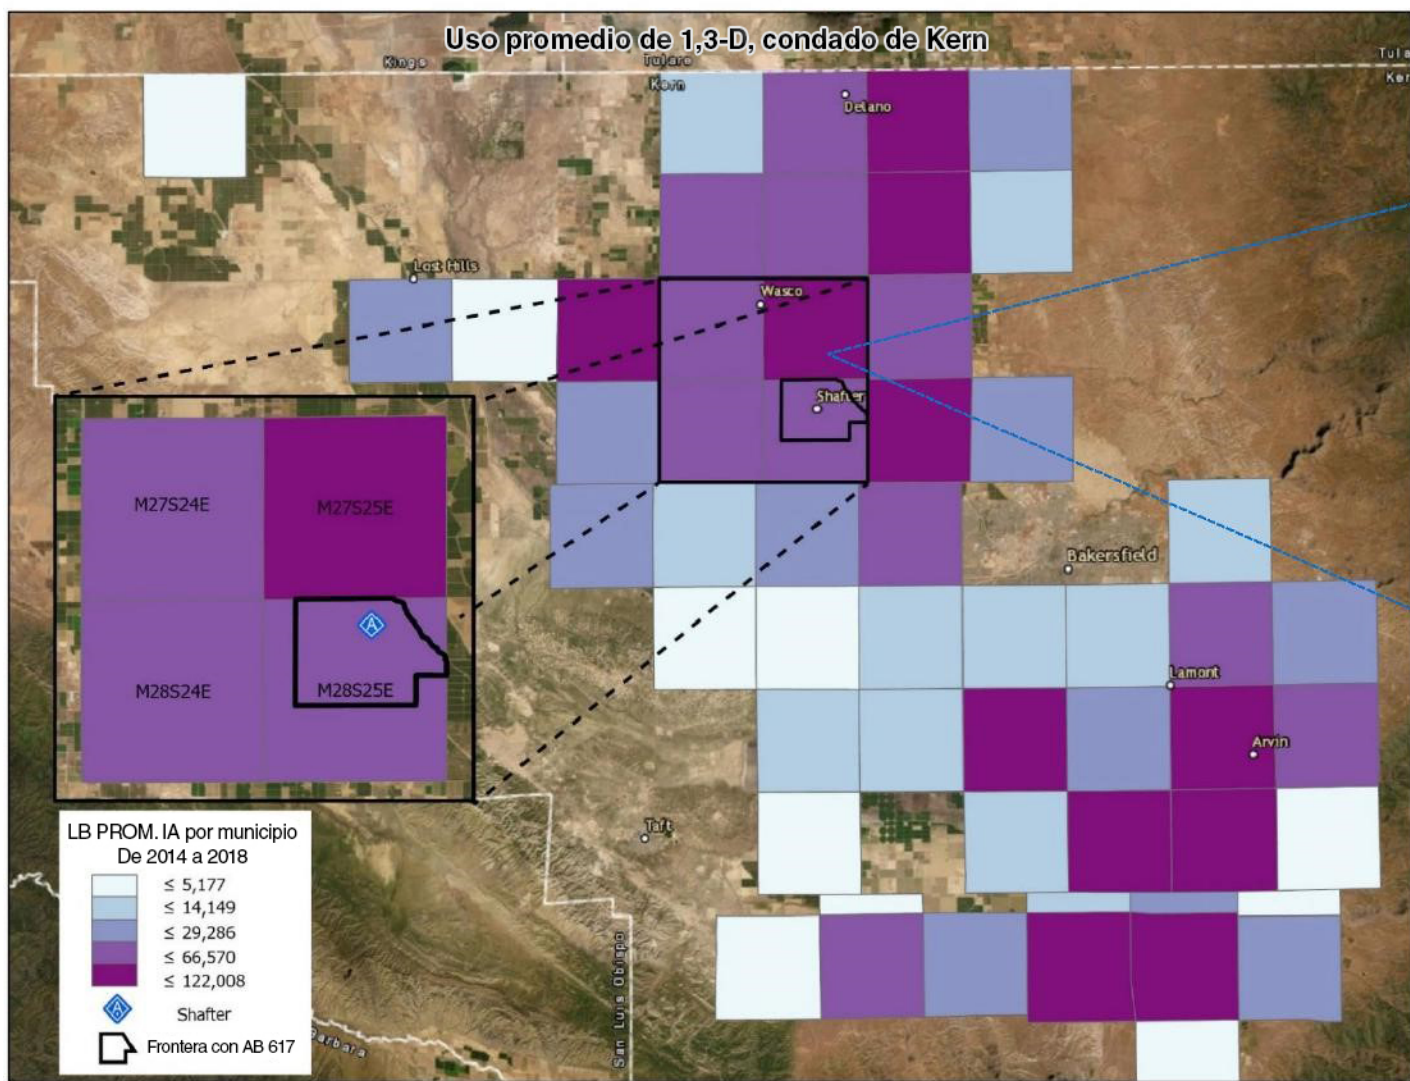 Uso promedio de 1,3-D, condado de Kern
Kings
Tulare
Kern
Tula
Ker
Delano
Lost Hills
Wasco
Shafter
M27S24E
M27S25E
M28S24E
M28S25E
Bakersfield
Lamont
Arvin
Taft
San Luis Obispo
Barbara
LB PROM. IA por municipio
De 2014 a 2018
≤ 5,177
≤ 14,149
≤ 29,286
≤ 66,570
≤ 122,008
A
Shafter
Frontera con AB 617